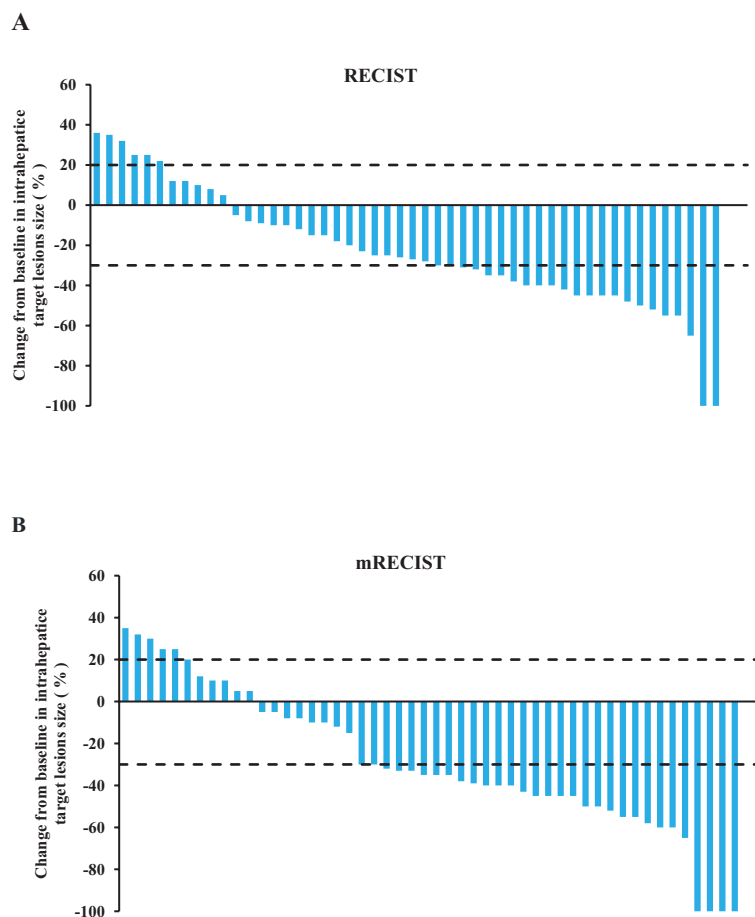 A
RECIST
Change from baseline in intrahepatice
target lesions size ( % )
60
40
20
0
-20
-40
-60
-80
-100
B
mRECIST
Change from baseline in intrahepatice
target lesions size ( % )
60
40
20
0
-20
-40
-60
-80
-100